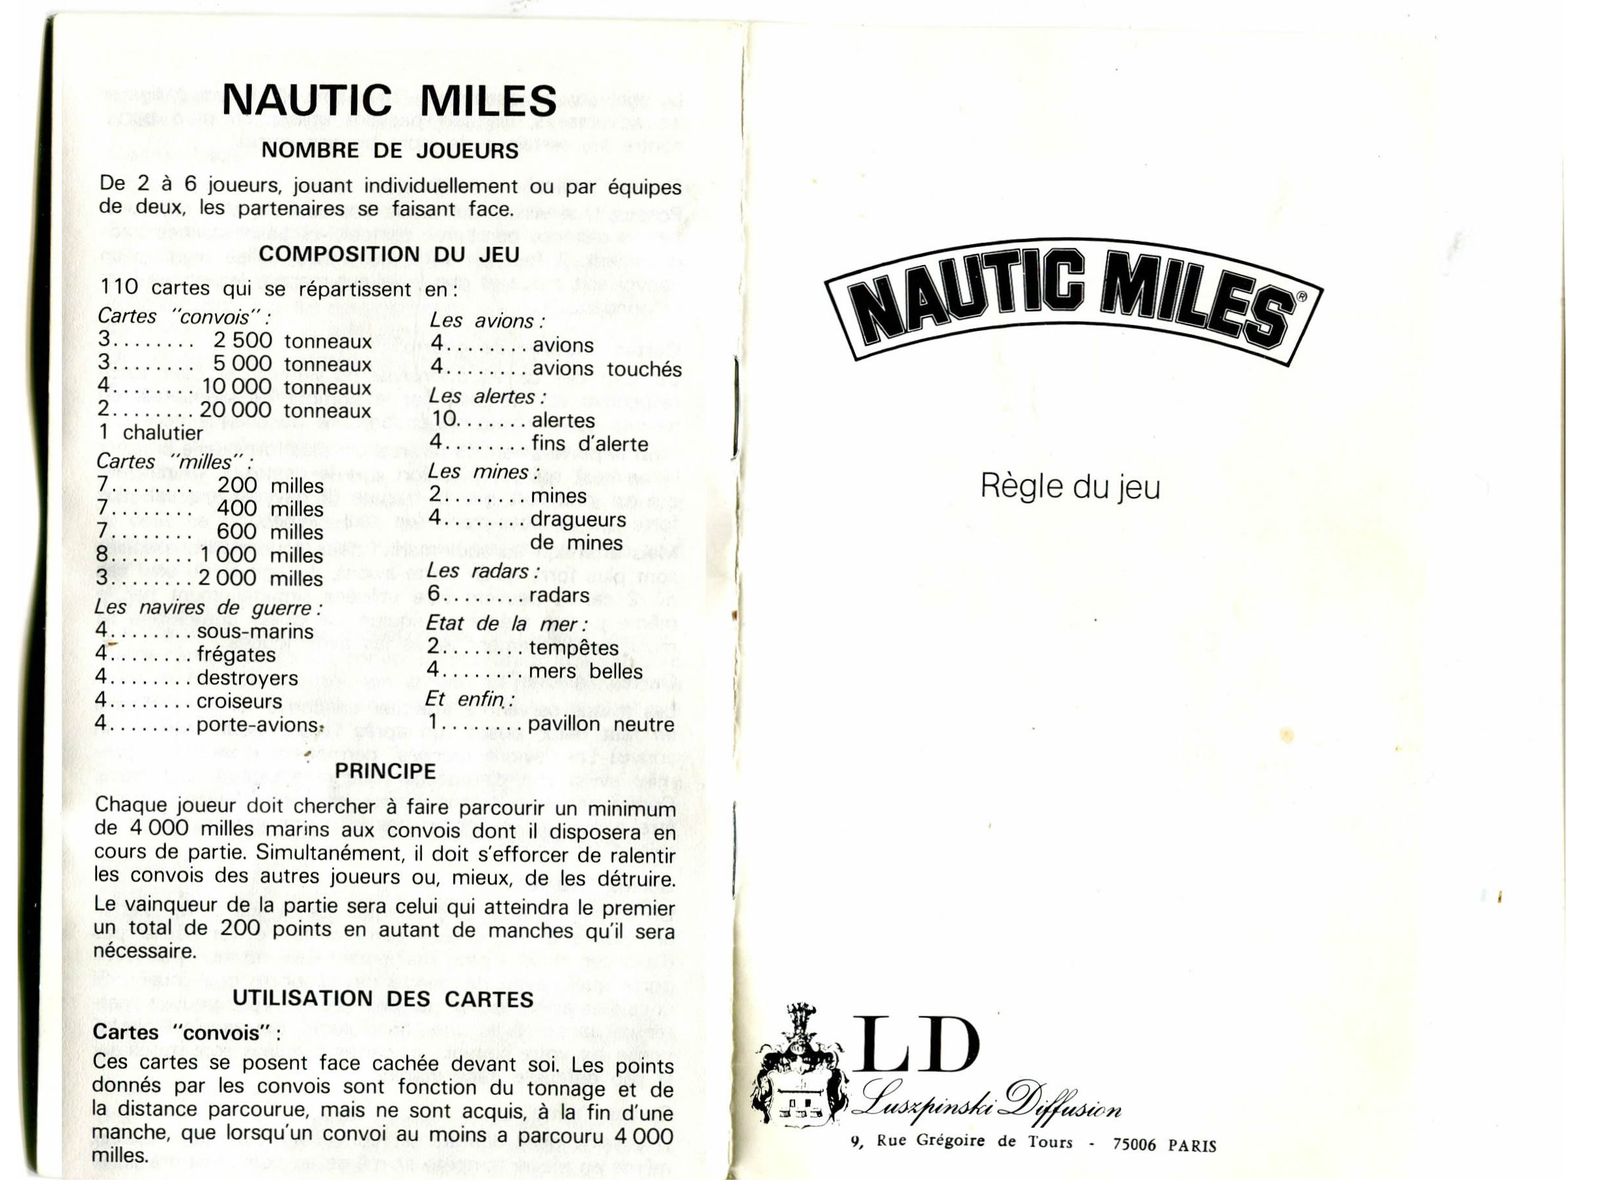 NAUTIC MILES
NOMBRE DE JOUEURS
De 2 à 6 joueurs, jouant individuellement ou par équipes
de deux, les partenaires se faisant face.
COMPOSITION DU JEU
110 cartes qui se répartissent en :
Cartes "convois" :
3........ 2 500 tonneaux
3........ 5 000 tonneaux
4........ 10 000 tonneaux
2........ 20 000 tonneaux
1 chalutier
Cartes "milles" :
7........ 200 milles
7........ 400 milles
7........ 600 milles
8........ 1 000 milles
3........ 2 000 milles
Les navires de guerre :
4........ sous-marins
4........ frégates
4........ destroyers
4........ croiseurs
4........ porte-avions.
Les avions :
4........ avions
4........ avions touchés
Les alertes :
10....... alertes
4........ fins d'alerte
Les mines :
2........ mines
4........ dragueurs
de mines
Les radars :
6........ radars
Etat de la mer :
2........ tempêtes
4........ mers belles
Et enfin :
1........ pavillon neutre
PRINCIPE
Chaque joueur doit chercher à faire parcourir un minimum
de 4 000 milles marins aux convois dont il disposera en
cours de partie. Simultanément, il doit s'efforcer de ralentir
les convois des autres joueurs ou, mieux, de les détruire.
Le vainqueur de la partie sera celui qui atteindra le premier
un total de 200 points en autant de manches qu'il sera
nécessaire.
UTILISATION DES CARTES
Cartes "convois" :
Ces cartes se posent face cachée devant soi. Les points
donnés par les convois sont fonction du tonnage et de
la distance parcourue, mais ne sont acquis, à la fin d'une
manche, que lorsqu'un convoi au moins a parcouru 4 000
milles.
NAUTIC MILES®
Règle du jeu
LD
Luszpinski Diffusion
9, Rue Grégoire de Tours - 75006 PARIS